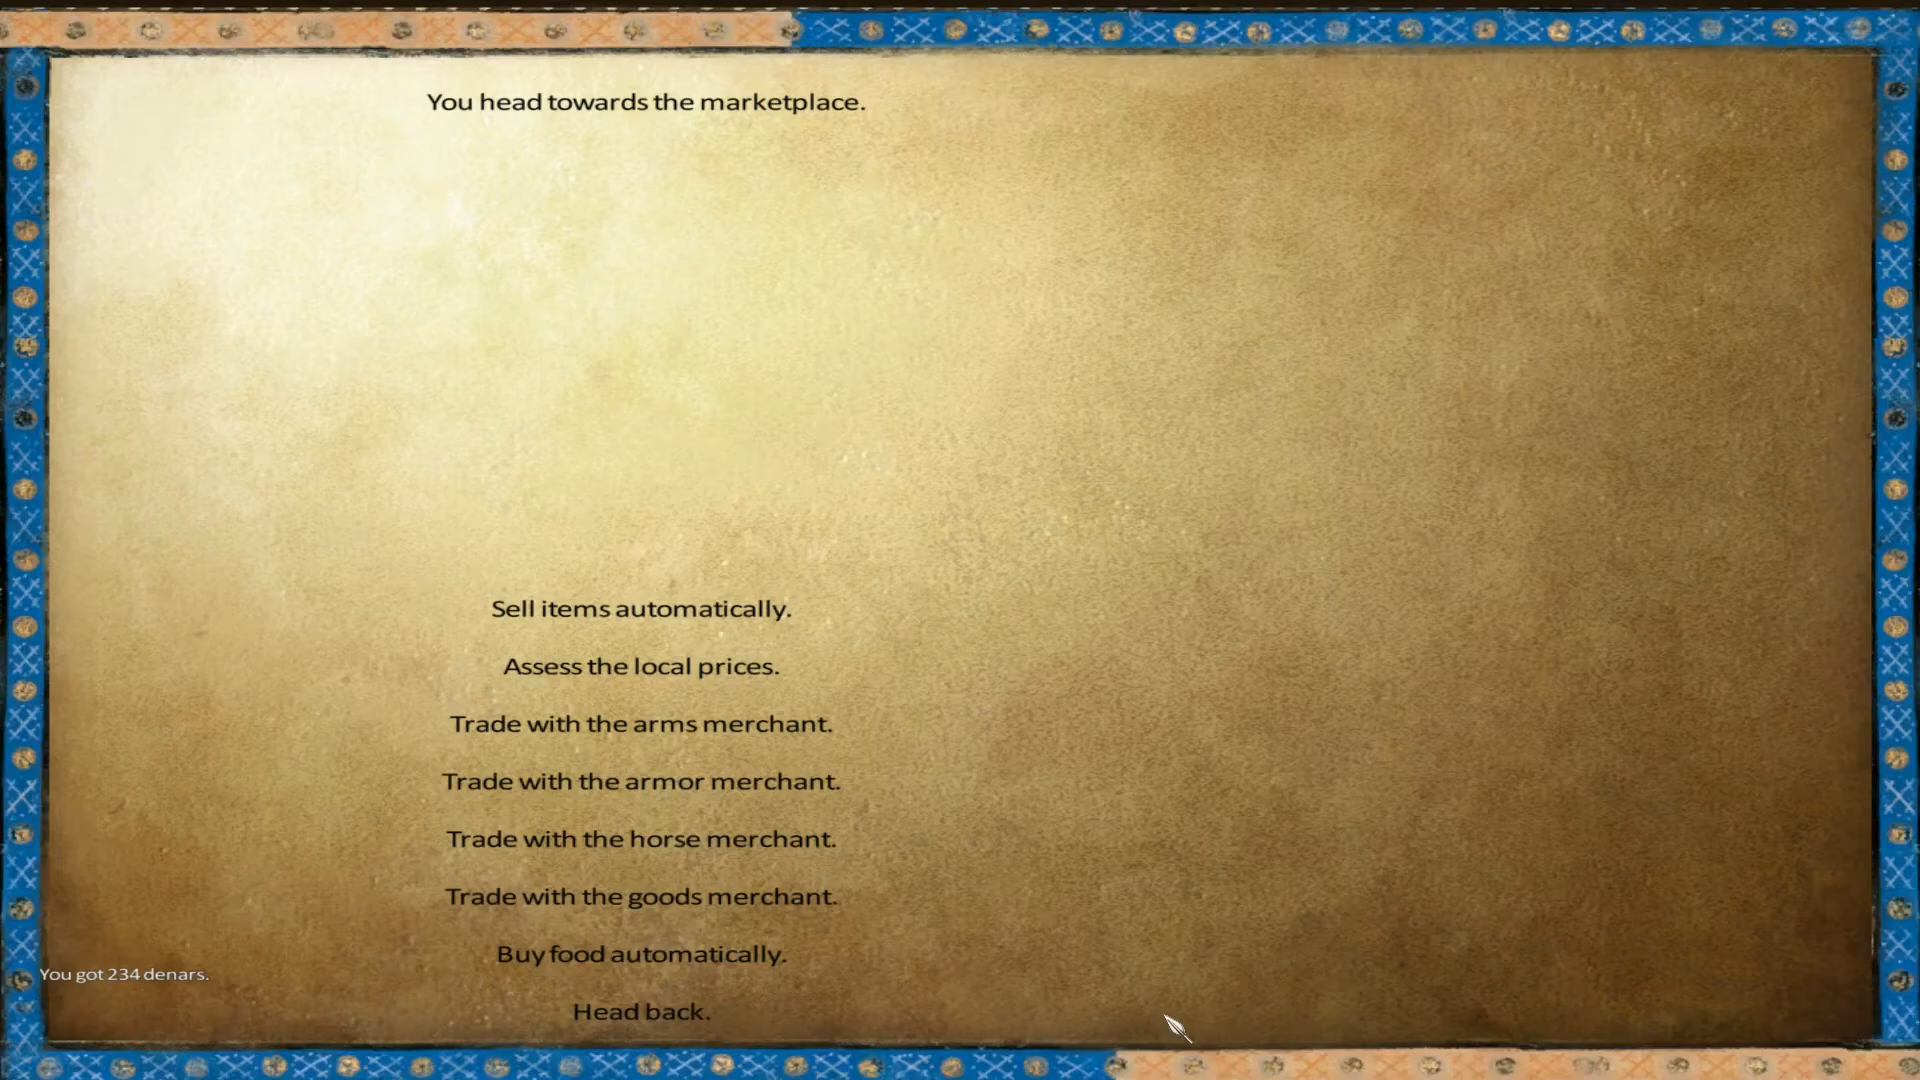 You head towards the marketplace.
Sell items automatically.
Assess the local prices.
Trade with the arms merchant.
Trade with the armor merchant.
Trade with the horse merchant.
Trade with the goods merchant.
Buy food automatically.
You got 234 denars.
Head back.